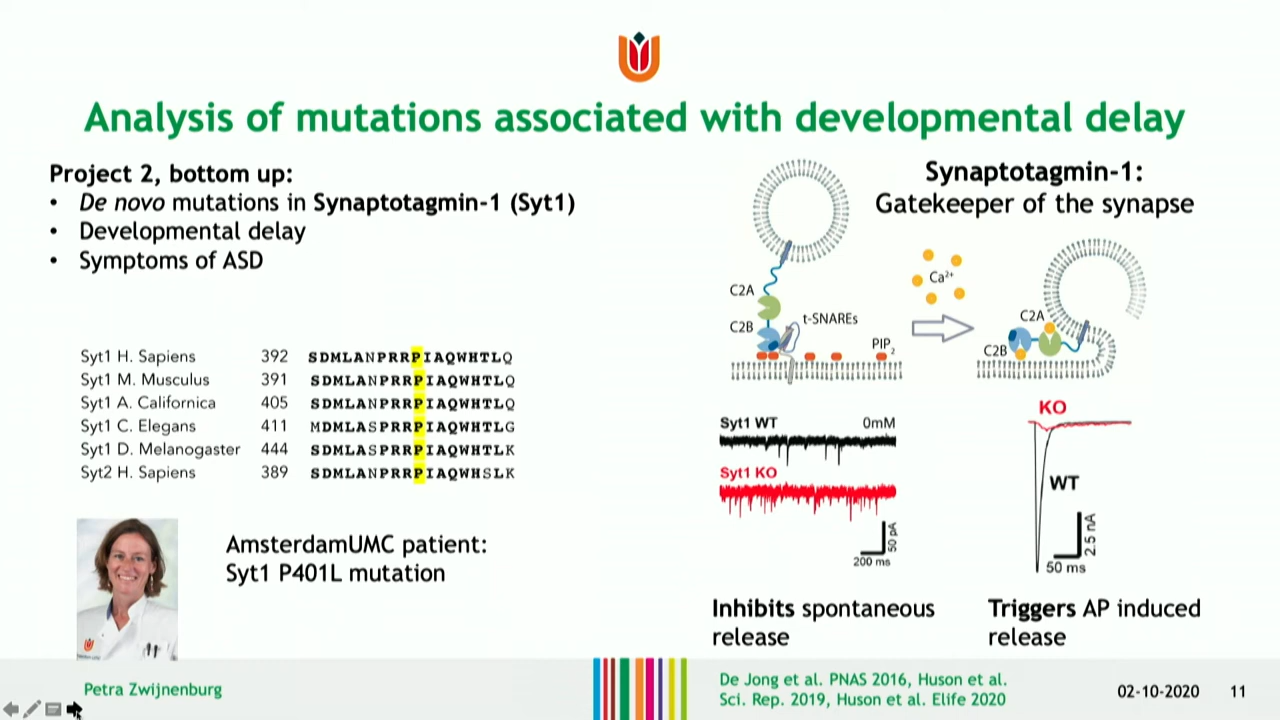 Analysis of mutations associated with developmental delay
Project 2, bottom up:
• De novo mutations in Synaptotagmin-1 (Syt1)
• Developmental delay
• Symptoms of ASD
Syt1 H. Sapiens 392 SDMLANPRRPIAQWHTLQ
Syt1 M. Musculus 391 SDMLANPRRPIAQWHTLQ
Syt1 A. Californica 405 SDMLANPRRPIAQWHTLQ
Syt1 C. Elegans 411 MDMLASPRRPIAQWHTLG
Syt1 D. Melanogaster 444 SDMLASPRRPIAQWHTLK
Syt2 H. Sapiens 389 SDMLANPRRPIAQWHSLK
AmsterdamUMC patient:
Syt1 P401L mutation
Petra Zwijnenburg
Synaptotagmin-1:
Gatekeeper of the synapse
C2A
C2B
t-SNAREs
PIP2
Ca2+
C2A
C2B
Syt1 WT 0mM
Syt1 KO
50 pA
200 ms
KO
WT
2.5 nA
50 ms
Inhibits spontaneous
release
Triggers AP induced
release
De Jong et al. PNAS 2016, Huson et al.
Sci. Rep. 2019, Huson et al. Elife 2020
02-10-2020 11